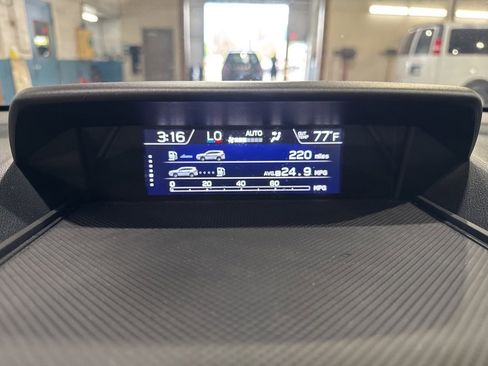 3:16 LO AUTO OUT TEMP 77°F
220 miles
AVG. B 24.9 MPG
0 20 40 60 MPG